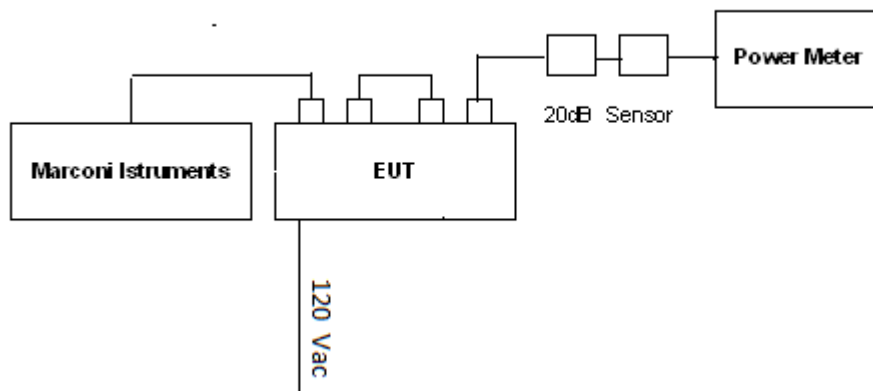 Power Meter
20dB Sensor
Marconi Istruments
EUT
120 Vac